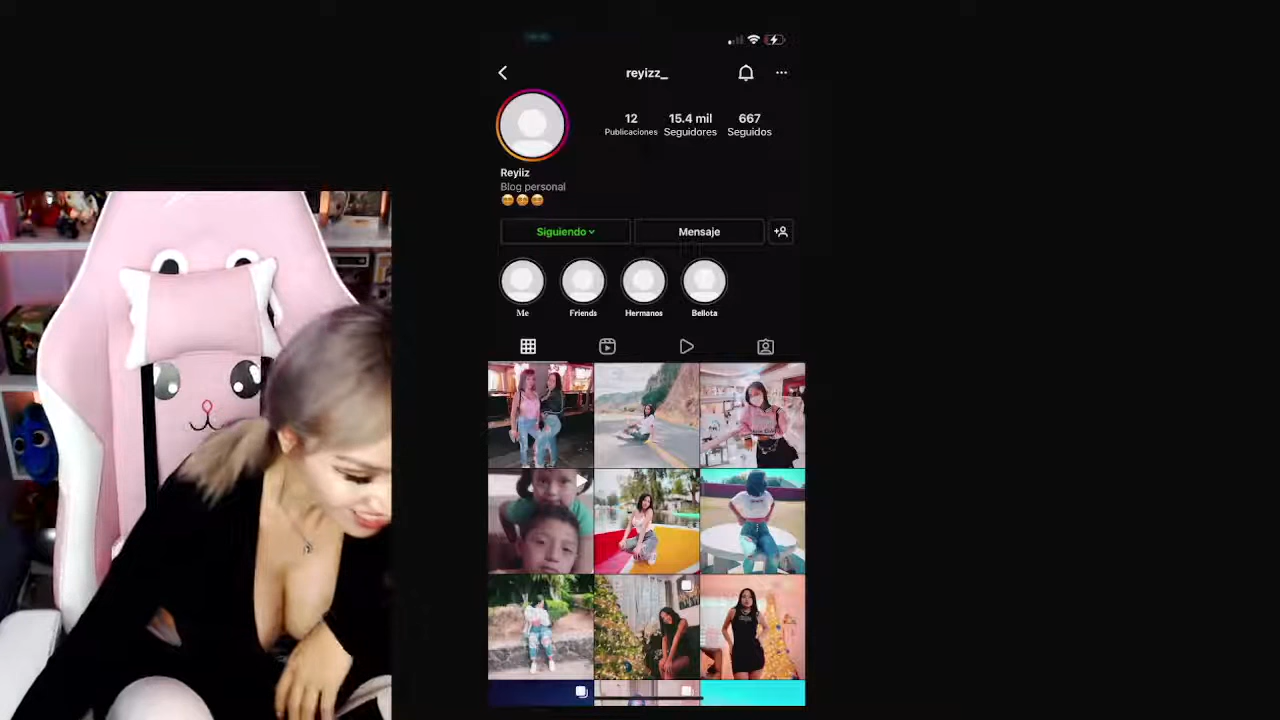 reyizz_
12 15.4 mil 667
Publicaciones Seguidores Seguidos
Reyiiz
Blog personal
Siguiendo Mensaje
Me Friends Hermanos Bellota